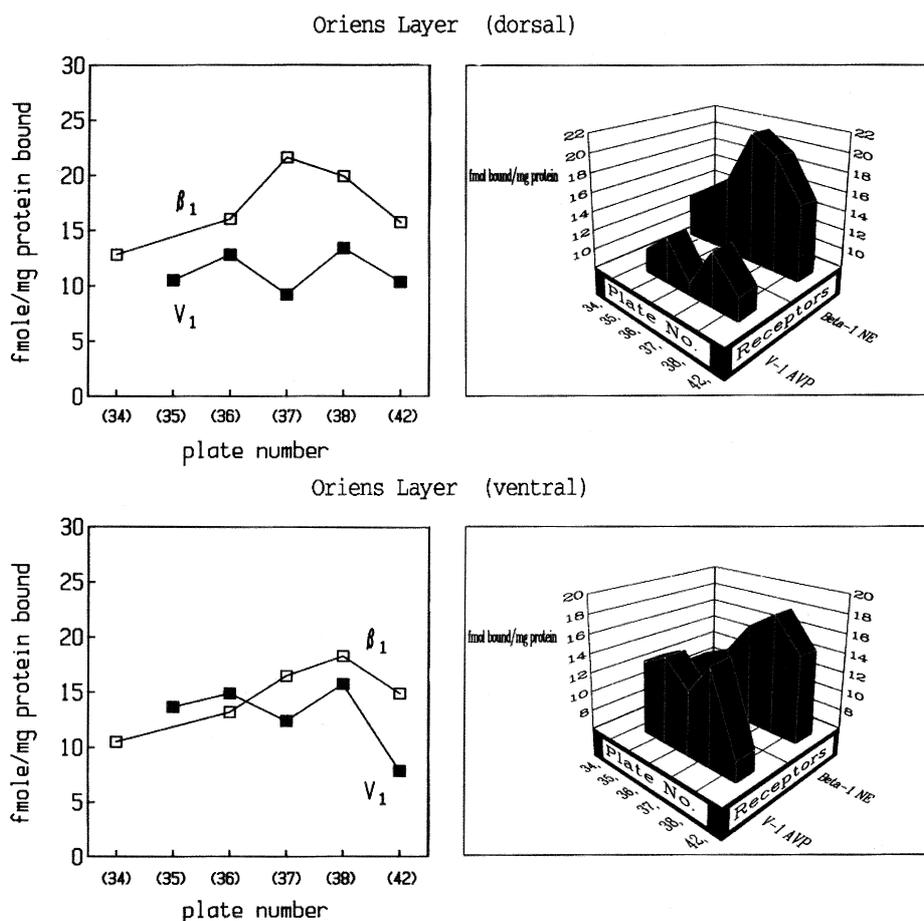 Oriens Layer (dorsal)
fmole/mg protein bound
30
25
20
15
10
5
0
β1
V1
(34) (35) (36) (37) (38) (42)
plate number
fmol bound/mg protein
22
20
18
16
14
12
10
22
20
18
16
14
12
10
Plate No.
Receptors
34,
35,
36,
37,
38,
42,
Beta-1 NE
V-1 AVP
Oriens Layer (ventral)
fmole/mg protein bound
30
25
20
15
10
5
0
β1
V1
(34) (35) (36) (37) (38) (42)
plate number
fmol bound/mg protein
20
18
16
14
12
10
8
20
18
16
14
12
10
8
Plate No.
Receptors
34,
35,
36,
37,
38,
42,
Beta-1 NE
V-1 AVP